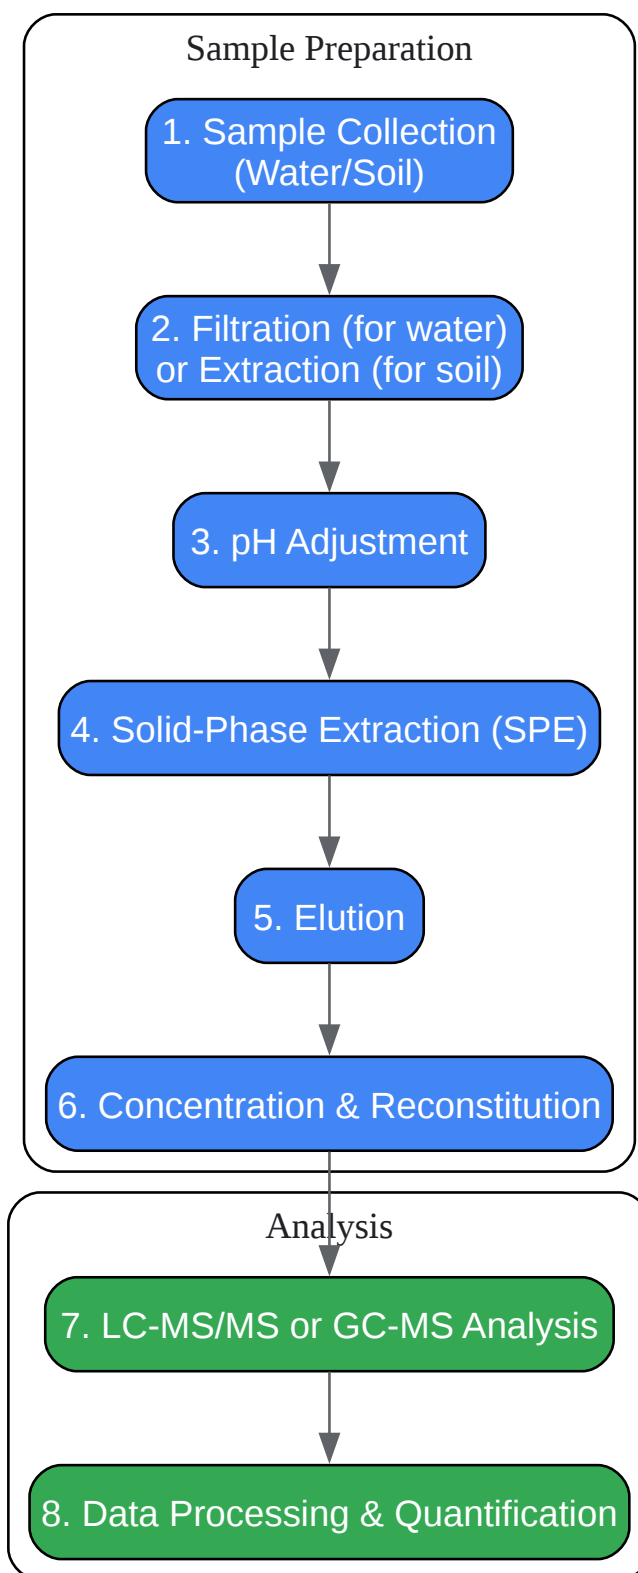 Sample Preparation
1. Sample Collection
(Water/Soil)
2. Filtration (for water)
or Extraction (for soil)
3. pH Adjustment
4. Solid-Phase Extraction (SPE)
5. Elution
6. Concentration & Reconstitution
Analysis
7. LC-MS/MS or GC-MS Analysis
8. Data Processing & Quantification